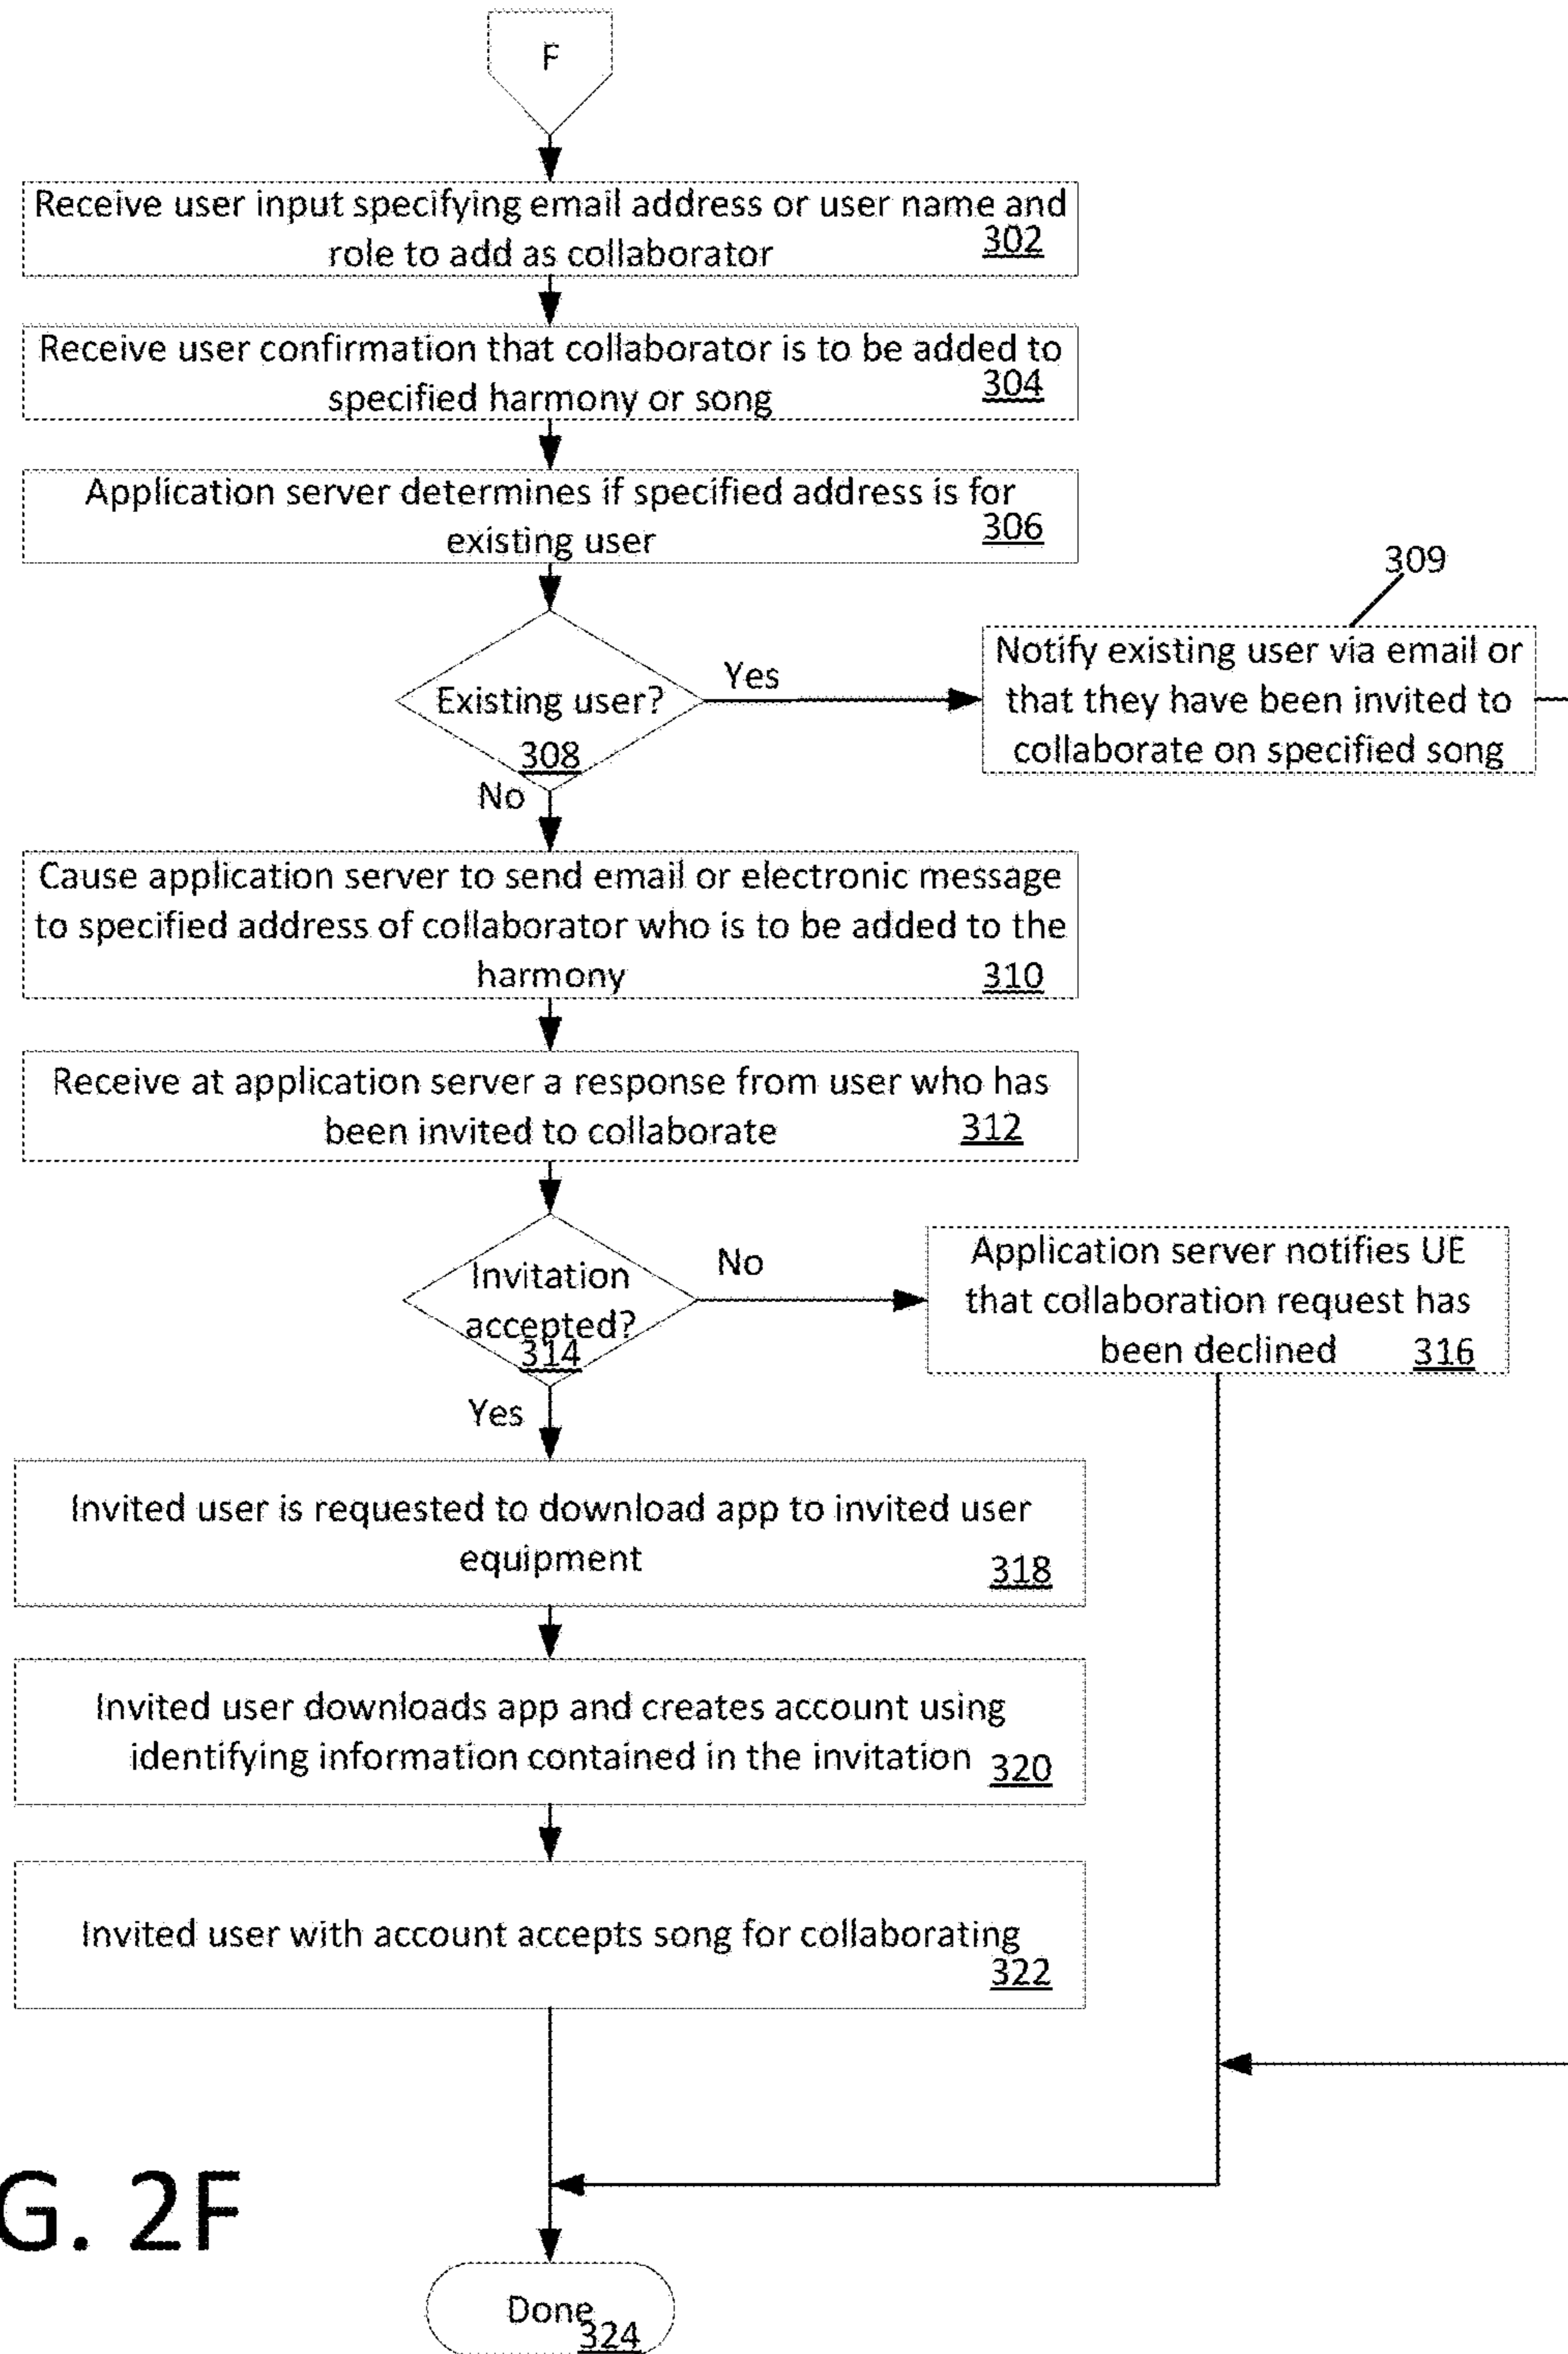 F
Receive user input specifying email address or user name and
role to add as collaborator
302
Receive user confirmation that collaborator is to be added to
specified harmony or song
304
Application server determines if specified address is for
existing user
306
309
Existing user?
308
Yes
Notify existing user via email or
that they have been invited to
collaborate on specified song
No
Cause application server to send email or electronic message
to specified address of collaborator who is to be added to the
harmony
310
Receive at application server a response from user who has
been invited to collaborate
312
Invitation
accepted?
314
No
Application server notifies UE
that collaboration request has
been declined
316
Yes
Invited user is requested to download app to invited user
equipment
318
Invited user downloads app and creates account using
identifying information contained in the invitation
320
Invited user with account accepts song for collaborating
322
G. 2F
Done
324